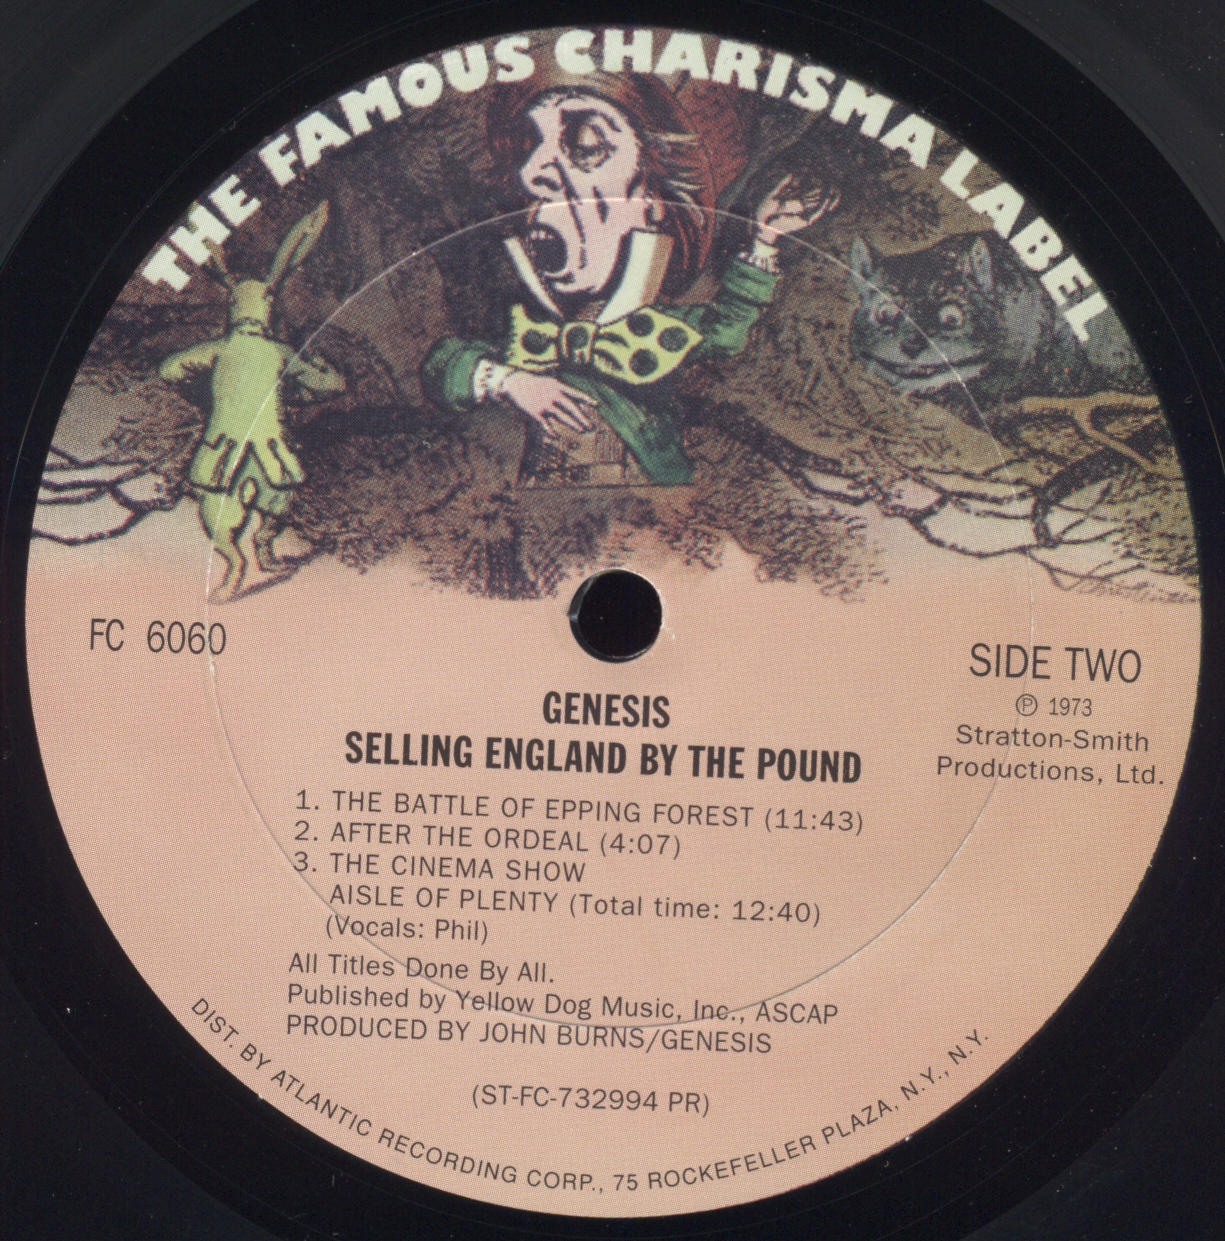 THE FAMOUS CHARISMA LABEL
FC 6060
SIDE TWO
Ⓟ 1973
Stratton-Smith
Productions, Ltd.
GENESIS
SELLING ENGLAND BY THE POUND
1. THE BATTLE OF EPPING FOREST (11:43)
2. AFTER THE ORDEAL (4:07)
3. THE CINEMA SHOW
AISLE OF PLENTY (Total time: 12:40)
(Vocals: Phil)
All Titles Done By All.
Published by Yellow Dog Music, Inc., ASCAP
PRODUCED BY JOHN BURNS/GENESIS
(ST-FC-732994 PR)
DIST. BY ATLANTIC RECORDING CORP., 75 ROCKEFELLER PLAZA, N.Y., N.Y.